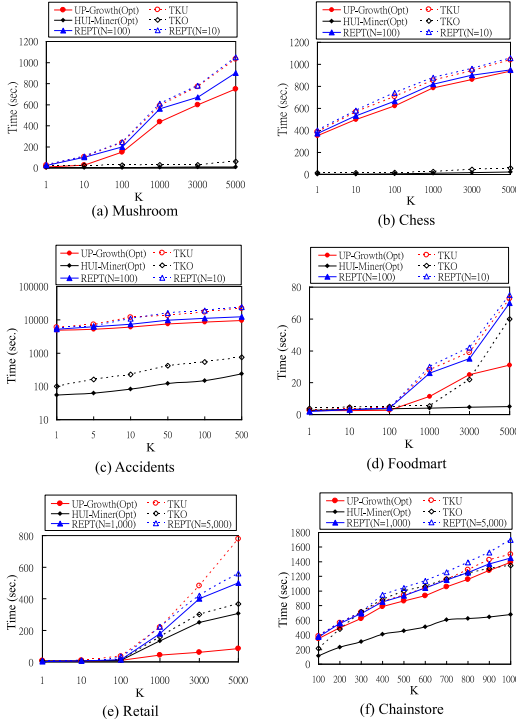 UP-Growth(Opt) TKU
HUI-Miner(Opt) TKO
REPT(N=100) REPT(N=10)
Time (sec.)
1200
1000
800
600
400
200
0
1 10 100 1000 3000 5000
K
(a) Mushroom
UP-Growth(Opt) TKU
HUI-Miner(Opt) TKO
REPT(N=100) REPT(N=10)
Time (sec.)
1200
1000
800
600
400
200
0
1 10 100 1000 3000 5000
K
(b) Chess
UP-Growth(Opt) TKU
HUI-Miner(Opt) TKO
REPT(N=100) REPT(N=10)
Time (sec.)
100000
10000
1000
100
10
1 5 10 50 100 500
K
(c) Accidents
UP-Growth(Opt) TKU
HUI-Miner(Opt) TKO
REPT(N=100) REPT(N=10)
Time (sec.)
80
60
40
20
0
1 10 100 1000 3000 5000
K
(d) Foodmart
UP-Growth(Opt) TKU
HUI-Miner(Opt) TKO
REPT(N=1,000) REPT(N=5,000)
Time (sec.)
800
600
400
200
0
1 10 100 1000 3000 5000
K
(e) Retail
UP-Growth(Opt) TKU
HUI-Miner(Opt) TKO
REPT(N=1,000) REPT(N=5,000)
Time (sec.)
1800
1600
1400
1200
1000
800
600
400
200
0
100 200 300 400 500 600 700 800 900 1000
K
(f) Chainstore